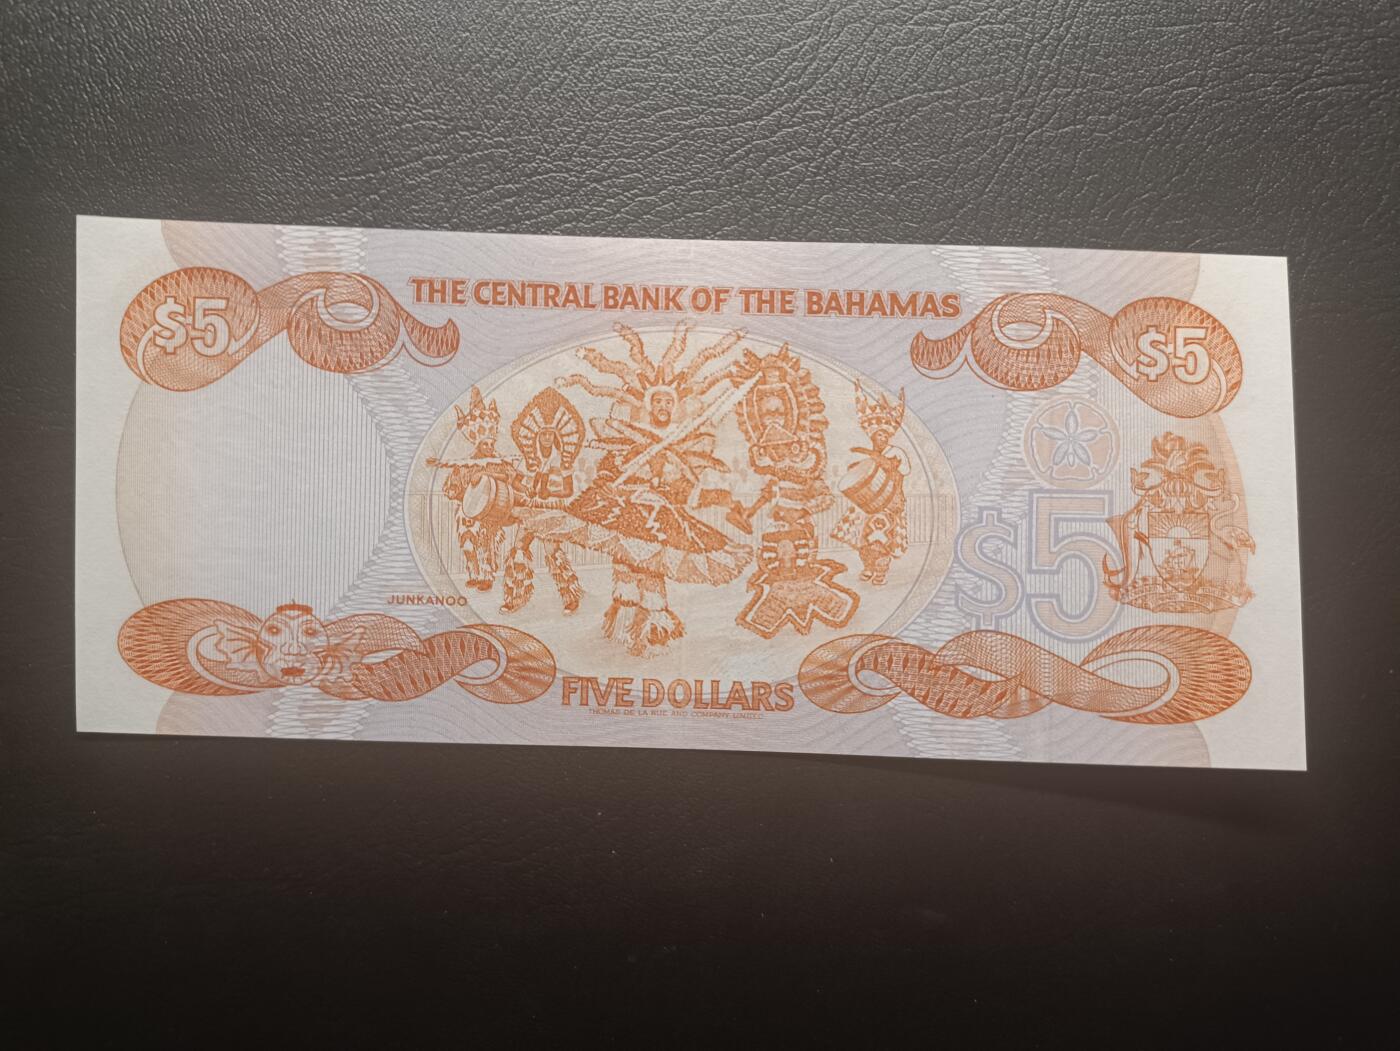 THE CENTRAL BANK OF THE BAHAMAS
$5
$5
$5
JUNKANOO
FIVE DOLLARS
THOMAS DE LA RUE AND COMPANY LIMITED